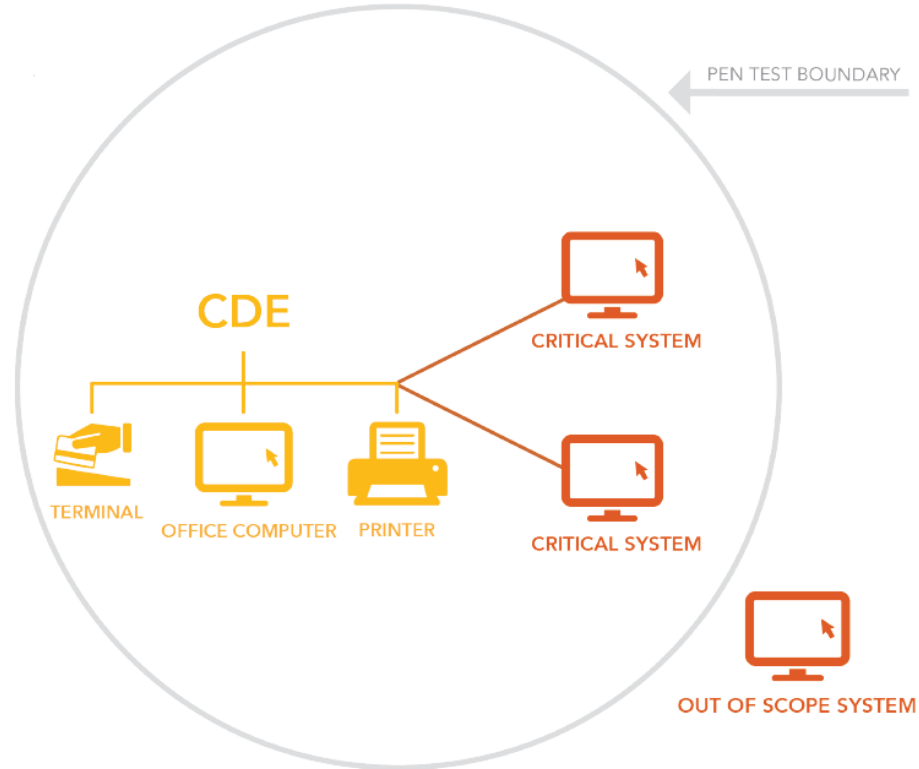 PEN TEST BOUNDARY
CRITICAL SYSTEM
CDE
TERMINAL
OFFICE COMPUTER
PRINTER
CRITICAL SYSTEM
OUT OF SCOPE SYSTEM